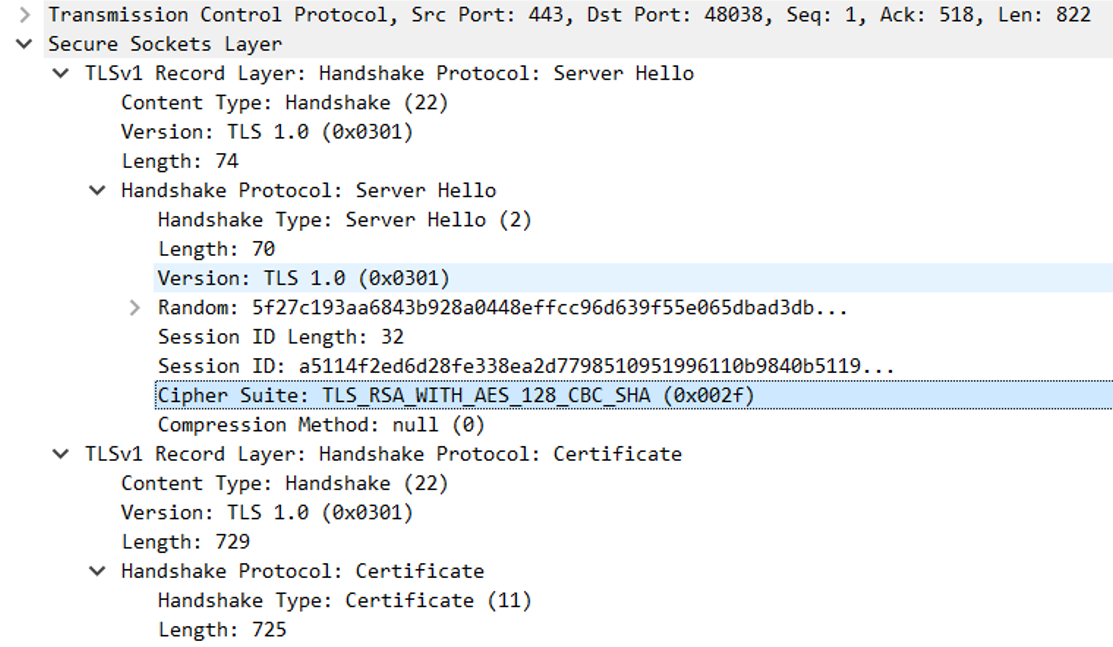 Transmission Control Protocol, Src Port: 443, Dst Port: 48038, Seq: 1, Ack: 518, Len: 822
Secure Sockets Layer
TLSv1 Record Layer: Handshake Protocol: Server Hello
Content Type: Handshake (22)
Version: TLS 1.0 (0x0301)
Length: 74
Handshake Protocol: Server Hello
Handshake Type: Server Hello (2)
Length: 70
Version: TLS 1.0 (0x0301)
Random: 5f27c193aa6843b928a0448effcc96d639f55e065dbad3db...
Session ID Length: 32
Session ID: a5114f2ed6d28fe338ea2d7798510951996110b9840b5119...
Cipher Suite: TLS_RSA_WITH_AES_128_CBC_SHA (0x002f)
Compression Method: null (0)
TLSv1 Record Layer: Handshake Protocol: Certificate
Content Type: Handshake (22)
Version: TLS 1.0 (0x0301)
Length: 729
Handshake Protocol: Certificate
Handshake Type: Certificate (11)
Length: 725